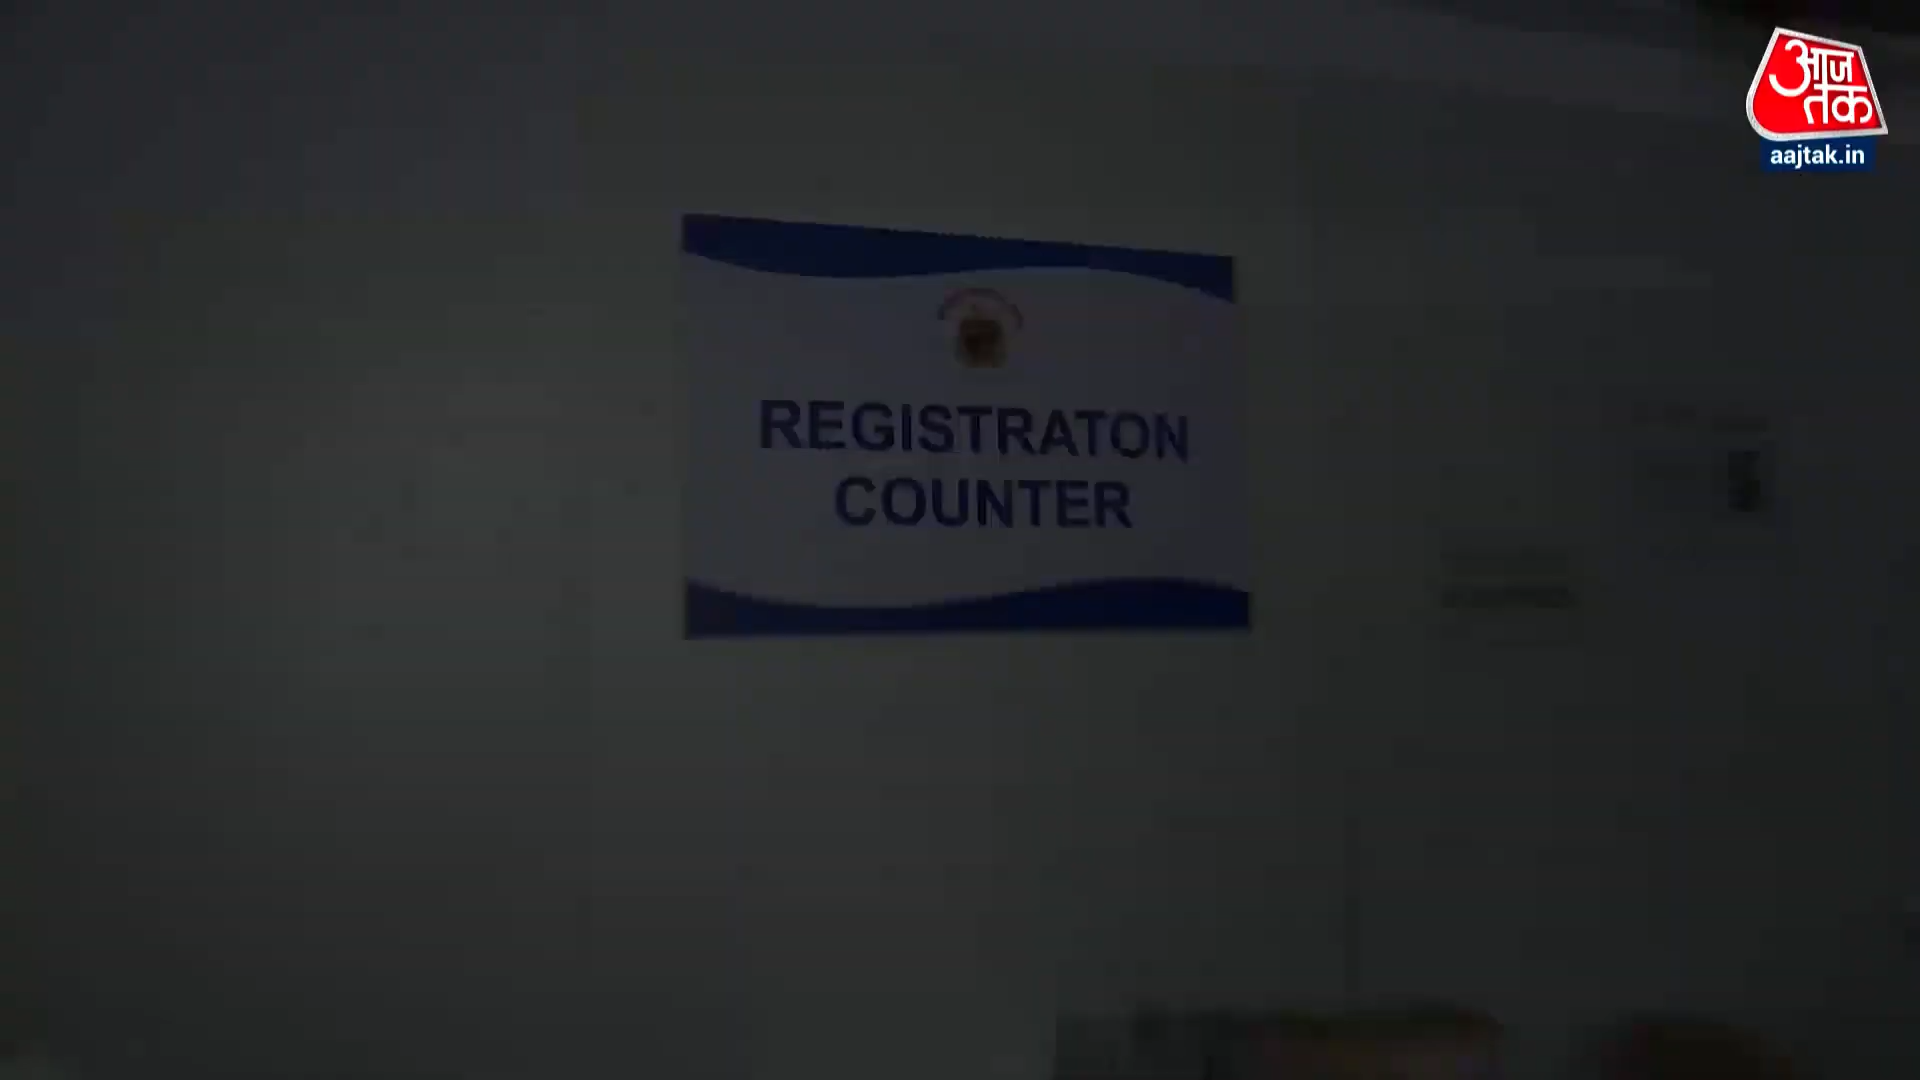 आज
तक
aajtak.in
REGISTRATON
COUNTER